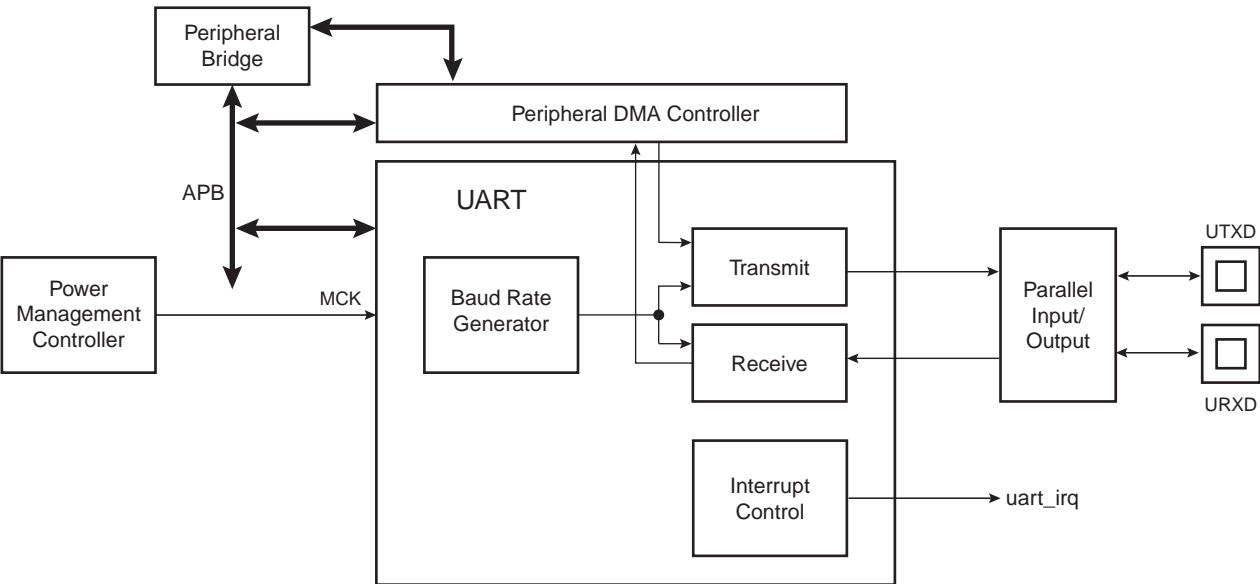 Peripheral
Bridge
Peripheral DMA Controller
APB
UART
UTXD
Transmit
Power
Management
Controller
MCK
Baud Rate
Generator
Parallel
Input/
Output
Receive
URXD
Interrupt
Control
uart_irq